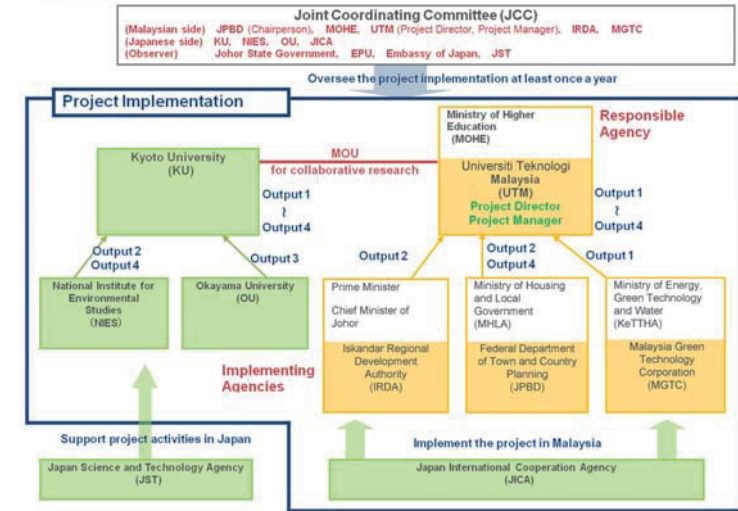 Joint Coordinating Committee (JCC)
(Malaysian side) JPBD (Chairperson), MOHE, UTM (Project Director, Project Manager), IRDA, MGTC
(Japanese side) KU, NIES, OU, JICA
(Observer) Johor State Government, EPU, Embassy of Japan, JST
Oversee the project implementation at least once a year
Project Implementation
Ministry of Higher
Education
(MOHE)
Responsible
Agency
Kyoto University
(KU)
MOU
for collaborative research
Universiti Teknologi
Malaysia
(UTM)
Project Director
Project Manager
Output 1
~
Output 4
Output 1
~
Output 4
Output 2
Output 4
Output 3
Output 2
Output 2
Output 4
Output 1
National Institute for
Environmental
Studies
(NIES)
Okayama University
(OU)
Prime Minister
Chief Minister of
Johor
Ministry of Housing
and Local
Government
(MHLA)
Ministry of Energy,
Green Technology
and Water
(KeTTHA)
Implementing
Agencies
Iskandar Regional
Development
Authority
(IRDA)
Federal Department
of Town and Country
Planning
(JPBD)
Malaysia Green
Technology
Corporation
(MGTC)
Support project activities in Japan
Implement the project in Malaysia
Japan Science and Technology Agency
(JST)
Japan International Cooperation Agency
(JICA)